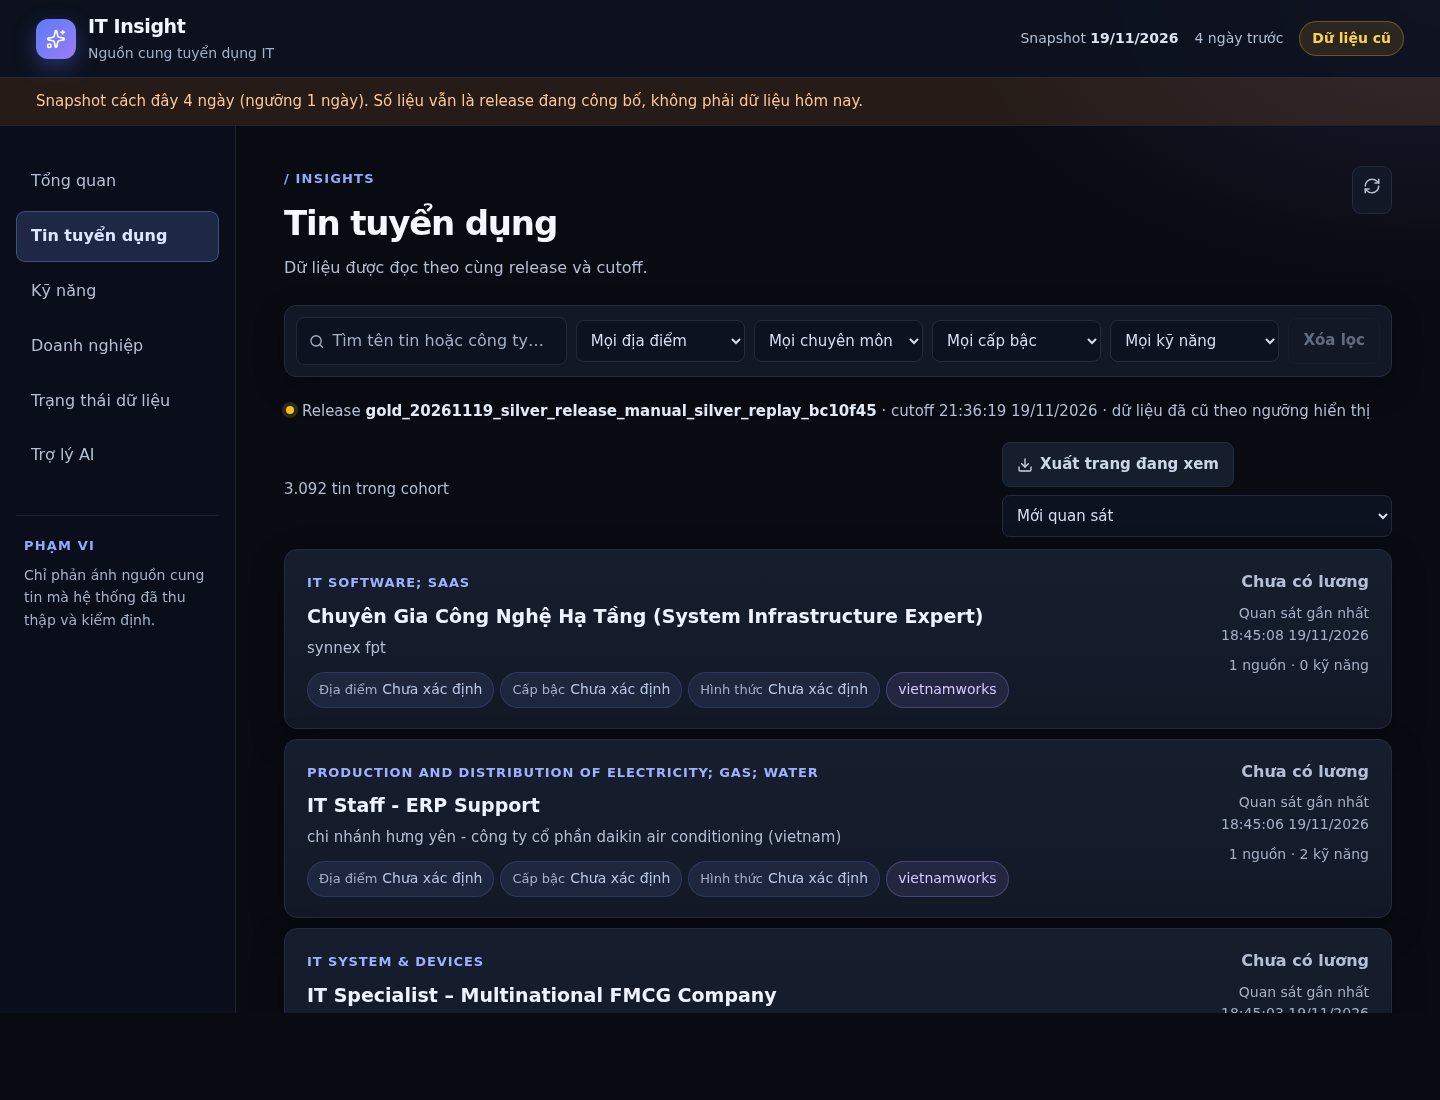 IT Insight
Nguồn cung tuyển dụng IT
Snapshot 19/11/2026 4 ngày trước Dữ liệu cũ
Snapshot cách đây 4 ngày (ngưỡng 1 ngày). Số liệu vẫn là release đang công bố, không phải dữ liệu hôm nay.
Tổng quan
Tin tuyển dụng
Kỹ năng
Doanh nghiệp
Trạng thái dữ liệu
Trợ lý AI
PHẠM VI
Chỉ phản ánh nguồn cung
tin mà hệ thống đã thu
thập và kiểm định.
/ INSIGHTS
Tin tuyển dụng
Dữ liệu được đọc theo cùng release và cutoff.
Tìm tên tin hoặc công ty... Mọi địa điểm Mọi chuyên môn Mọi cấp bậc Mọi kỹ năng Xóa lọc
Release gold_20261119_silver_release_manual_silver_replay_bc10f45 · cutoff 21:36:19 19/11/2026 · dữ liệu đã cũ theo ngưỡng hiển thị
3.092 tin trong cohort
Xuất trang đang xem
Mới quan sát
IT SOFTWARE; SAAS
Chuyên Gia Công Nghệ Hạ Tầng (System Infrastructure Expert)
synnex fpt
Địa điểm Chưa xác định Cấp bậc Chưa xác định Hình thức Chưa xác định vietnamworks
Chưa có lương
Quan sát gần nhất
18:45:08 19/11/2026
1 nguồn · 0 kỹ năng
PRODUCTION AND DISTRIBUTION OF ELECTRICITY; GAS; WATER
IT Staff - ERP Support
chi nhánh hưng yên - công ty cổ phần daikin air conditioning (vietnam)
Địa điểm Chưa xác định Cấp bậc Chưa xác định Hình thức Chưa xác định vietnamworks
Chưa có lương
Quan sát gần nhất
18:45:06 19/11/2026
1 nguồn · 2 kỹ năng
IT SYSTEM & DEVICES
IT Specialist – Multinational FMCG Company
Chưa có lương
Quan sát gần nhất
18:45:03 19/11/2026